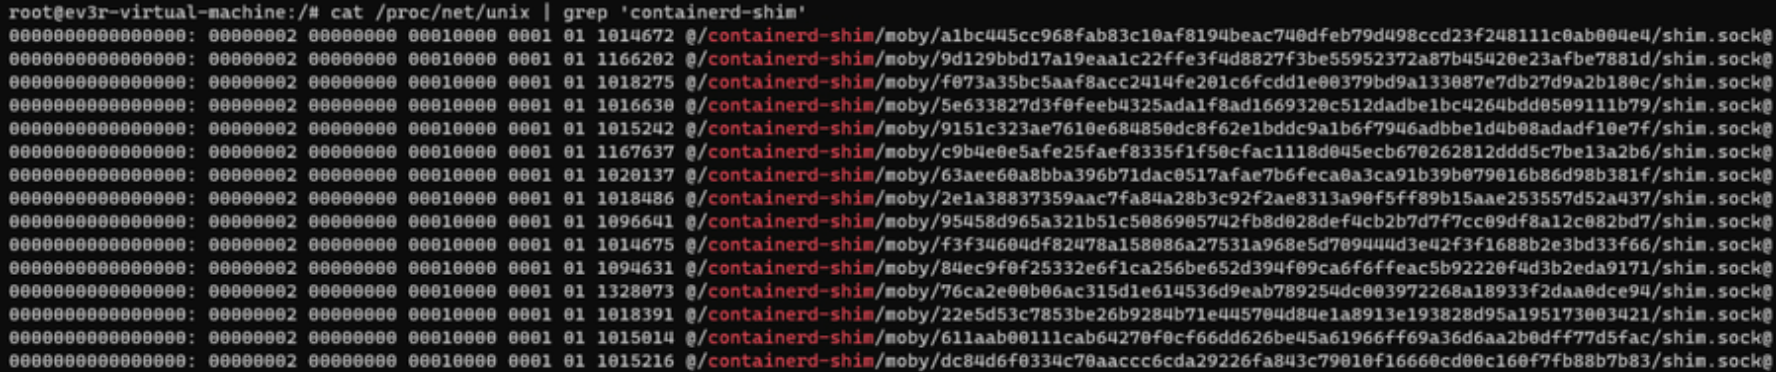 root@ev3r-virtual-machine:/# cat /proc/net/unix | grep 'containerd-shim'
0000000000000000: 00000002 00000000 00010000 0001 01 1014672 @/containerd-shim/moby/a1bc445cc968fab83c10af8194beac740dfeb79d498ccd23f248111c0ab004e4/shim.sock@
0000000000000000: 00000002 00000000 00010000 0001 01 1166202 @/containerd-shim/moby/9d129bbd17a19eaa1c22ffe3f4d8827f3be55952372a87b45420e23afbe7881d/shim.sock@
0000000000000000: 00000002 00000000 00010000 0001 01 1018275 @/containerd-shim/moby/f073a35bc5aaf8acc2414fe201c6fcdd1e00379bd9a133087e7db27d9a2b180c/shim.sock@
0000000000000000: 00000002 00000000 00010000 0001 01 1016630 @/containerd-shim/moby/5e633827d3f0feeb4325ada1f8ad1669320c512dadbe1bc4264bdd0509111b79/shim.sock@
0000000000000000: 00000002 00000000 00010000 0001 01 1015242 @/containerd-shim/moby/9151c323ae7610e684850dc8f62e1bddc9a1b6f7946adbbe1d4b08adadf10e7f/shim.sock@
0000000000000000: 00000002 00000000 00010000 0001 01 1167637 @/containerd-shim/moby/c9b4e0e5afe25faef8335f1f50cfac1118d045ecb670262812ddd5c7be13a2b6/shim.sock@
0000000000000000: 00000002 00000000 00010000 0001 01 1020137 @/containerd-shim/moby/63aee60a8bba396b71dac0517afae7b6feca0a3ca91b39b079016b86d98b381f/shim.sock@
0000000000000000: 00000002 00000000 00010000 0001 01 1018486 @/containerd-shim/moby/2e1a38837359aac7fa84a28b3c92f2ae8313a90f5ff89b15aae253557d52a437/shim.sock@
0000000000000000: 00000002 00000000 00010000 0001 01 1096641 @/containerd-shim/moby/95458d965a321b51c5086905742fb8d028def4cb2b7d7f7cc09df8a12c082bd7/shim.sock@
0000000000000000: 00000002 00000000 00010000 0001 01 1014675 @/containerd-shim/moby/f3f34604df82478a158086a27531a968e5d709444d3e42f3f1688b2e3bd33f66/shim.sock@
0000000000000000: 00000002 00000000 00010000 0001 01 1094631 @/containerd-shim/moby/84ec9f0f25332e6f1ca256be652d394f09ca6f6ffeac5b92220f4d3b2eda9171/shim.sock@
0000000000000000: 00000002 00000000 00010000 0001 01 1328073 @/containerd-shim/moby/76ca2e00b06ac315d1e614536d9eab789254dc003972268a18933f2daa0dce94/shim.sock@
0000000000000000: 00000002 00000000 00010000 0001 01 1018391 @/containerd-shim/moby/22e5d53c7853be26b9284b71e445704d84e1a8913e193828d95a195173003421/shim.sock@
0000000000000000: 00000002 00000000 00010000 0001 01 1015014 @/containerd-shim/moby/611aab00111cab64270f0cf66dd626be45a61966ff69a36d6aa2b0dff77d5fac/shim.sock@
0000000000000000: 00000002 00000000 00010000 0001 01 1015216 @/containerd-shim/moby/dc84d6f0334c70aaccc6cda29226fa843c79010f16660cd00c160f7fb88b7b83/shim.sock@